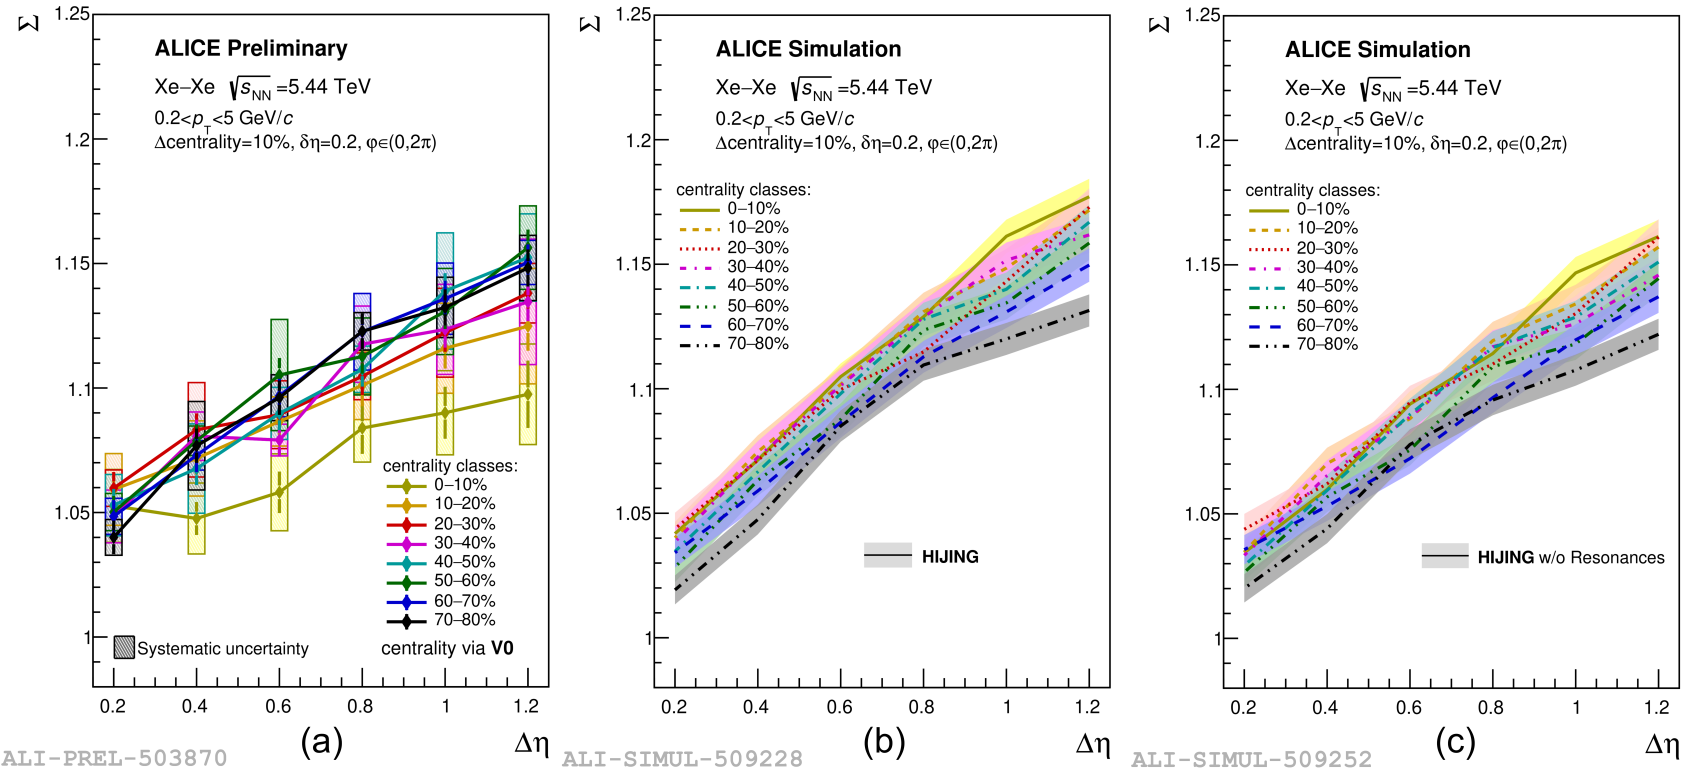 Σ
1.25
1.2
1.15
1.10
1.05
1
ALICE Preliminary
Xe–Xe √sNN =5.44 TeV
0.2<pT<5 GeV/c
Δcentrality=10%, δη=0.2, φ∈(0,2π)
centrality classes:
0–10%
10–20%
20–30%
30–40%
40–50%
50–60%
60–70%
70–80%
Systematic uncertainty
centrality via V0
0.2 0.4 0.6 0.8 1 1.2
(a)
Δη
ALI-PREL-503870
Σ
1.25
1.2
1.15
1.1
1.05
1
ALICE Simulation
Xe–Xe √sNN =5.44 TeV
0.2<pT<5 GeV/c
Δcentrality=10%, δη=0.2, φ∈(0,2π)
centrality classes:
0–10%
10–20%
20–30%
30–40%
40–50%
50–60%
60–70%
70–80%
HIJING
0.2 0.4 0.6 0.8 1 1.2
(b)
Δη
ALI-SIMUL-509228
Σ
1.25
1.2
1.15
1.1
1.05
1
ALICE Simulation
Xe–Xe √sNN =5.44 TeV
0.2<pT<5 GeV/c
Δcentrality=10%, δη=0.2, φ∈(0,2π)
centrality classes:
0–10%
10–20%
20–30%
30–40%
40–50%
50–60%
60–70%
70–80%
HIJING w/o Resonances
0.2 0.4 0.6 0.8 1 1.2
(c)
Δη
ALI-SIMUL-509252